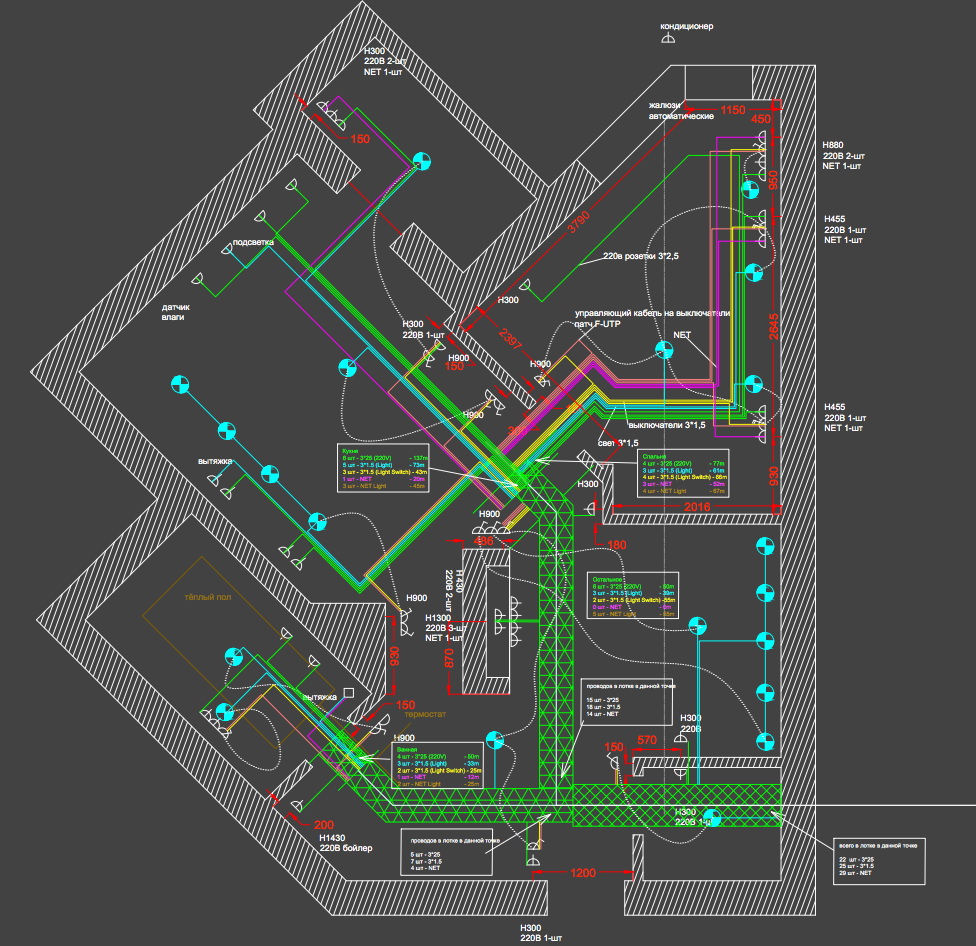 кондиционер
H300
220В 2-шт
NET 1-шт
жалюзи
автоматические
1150
450
150
H880
220В 2-шт
NET 1-шт
950
H455
220В 1-шт
NET 1-шт
3790
подсветка
220в розетки 3*2,5
H300
датчик
влаги
управляющий кабель на выключатели
патч F-UTP
H300
220В 1-шт
2397
NET
2645
H900
150
H900
H455
220В 1-шт
NET 1-шт
H900
выключатели 3*1,5
свет 3*1,5
вытяжка
Кухня
6 шт - 3*25 (220V) - 137m
5 шт - 3*1.5 (Light) - 73m
3 шт - 3*1.5 (Light Switch) - 43m
1 шт - NET - 20m
3 шт - NET Light - 45m
Спальня
4 шт - 3*25 (220V) - 77m
3 шт - 3*1.5 (Light) - 61m
4 шт - 3*1.5 (Light Switch) - 66m
3 шт - NET - 52m
4 шт - NET Light - 67m
930
H300
2016
H900
486
180
тёплый пол
H430
220В 2-шт
Остальное
6 шт - 3*25 (220V) - 60m
3 шт - 3*1.5 (Light) - 39m
2 шт - 3*1.5 (Light Switch) -55m
0 шт - NET - 0m
5 шт - NET Light - 55m
H900
H1300
220В 3-шт
NET 1-шт
930
870
проводов в лотке в данной точке
15 шт - 3*25
18 шт - 3*1.5
14 шт - NET
вытяжка
150
термостат
H300
220В
H900
150
570
Ванная
4 шт - 3*25 (220V) - 50m
3 шт - 3*1.5 (Light) - 33m
2 шт - 3*1.5 (Light Switch) - 25m
1 шт - NET - 12m
2 шт - NET Light - 25m
H300
220В 1-шт
200
H1430
220В бойлер
проводов в лотке в данной точке
5 шт - 3*25
7 шт - 3*1.5
4 шт - NET
всего в лотке в данной точке
22 шт - 3*25
25 шт - 3*1.5
29 шт - NET
1200
H300
220В 1-шт